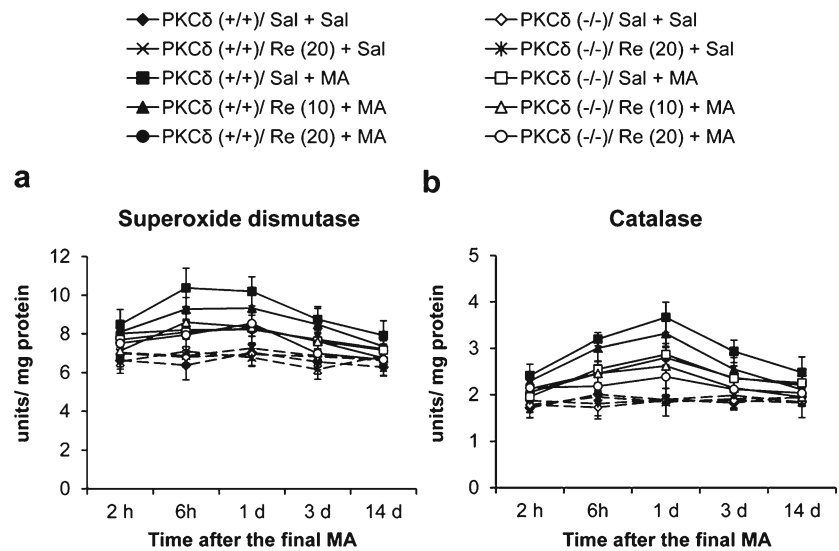 PKCδ (+/+)/ Sal + Sal
PKCδ (+/+)/ Re (20) + Sal
PKCδ (+/+)/ Sal + MA
PKCδ (+/+)/ Re (10) + MA
PKCδ (+/+)/ Re (20) + MA
PKCδ (-/-)/ Sal + Sal
PKCδ (-/-)/ Re (20) + Sal
PKCδ (-/-)/ Sal + MA
PKCδ (-/-)/ Re (10) + MA
PKCδ (-/-)/ Re (20) + MA
a
Superoxide dismutase
units/ mg protein
12
10
8
6
4
2
0
2 h 6h 1 d 3 d 14 d
Time after the final MA
b
Catalase
units/ mg protein
5
4
3
2
1
0
2 h 6h 1 d 3 d 14 d
Time after the final MA